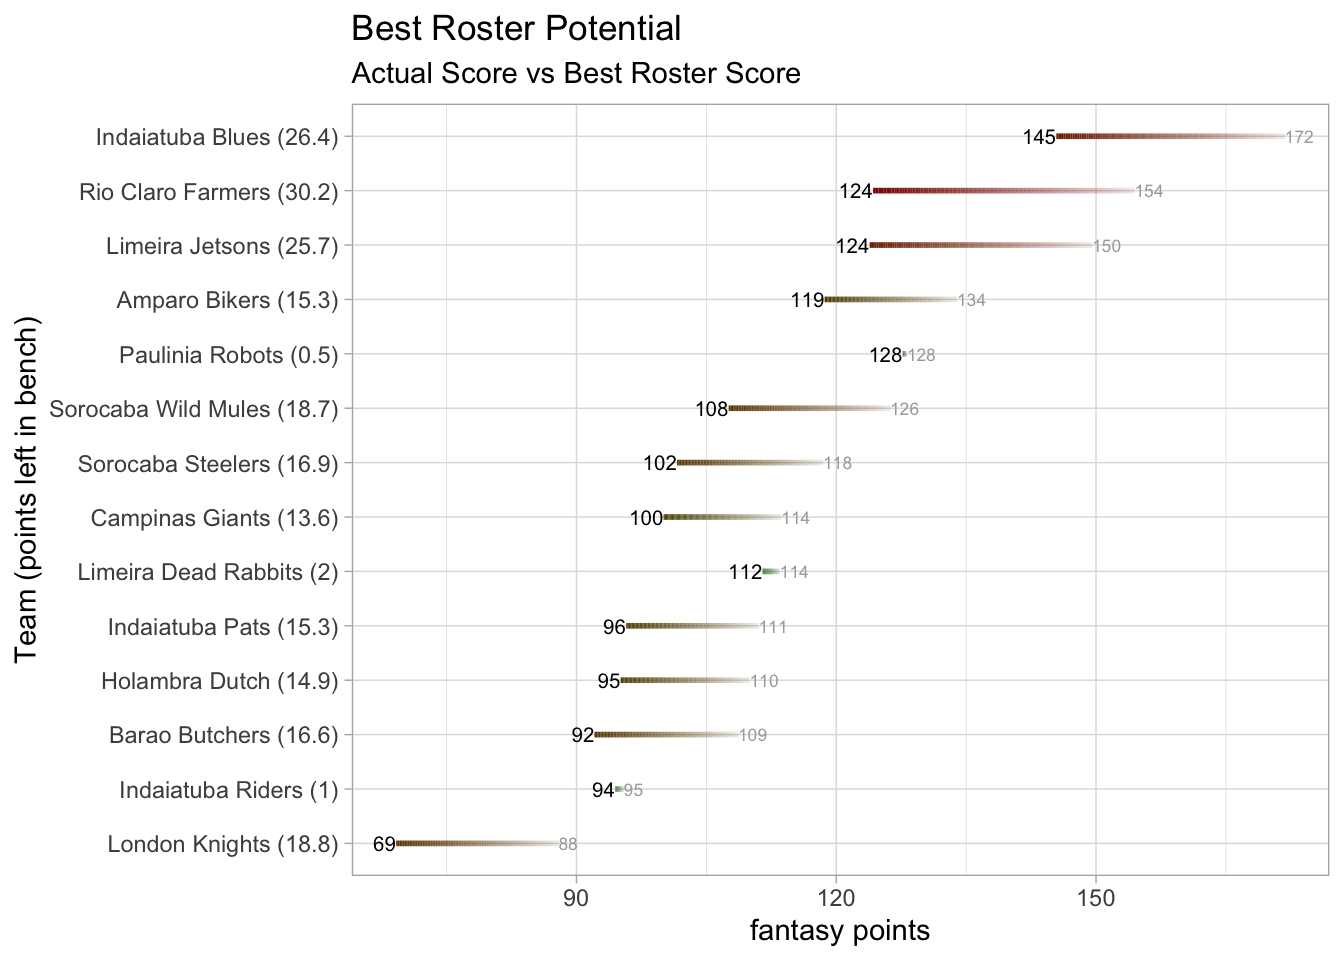 Best Roster Potential
Actual Score vs Best Roster Score
Team (points left in bench)
Indaiatuba Blues (26.4) 145 172
Rio Claro Farmers (30.2) 124 154
Limeira Jetsons (25.7) 124 150
Amparo Bikers (15.3) 119 134
Paulinia Robots (0.5) 128 128
Sorocaba Wild Mules (18.7) 108 126
Sorocaba Steelers (16.9) 102 118
Campinas Giants (13.6) 100 114
Limeira Dead Rabbits (2) 112 114
Indaiatuba Pats (15.3) 96 111
Holambra Dutch (14.9) 95 110
Barao Butchers (16.6) 92 109
Indaiatuba Riders (1) 94 95
London Knights (18.8) 69 88
90 120 150
fantasy points